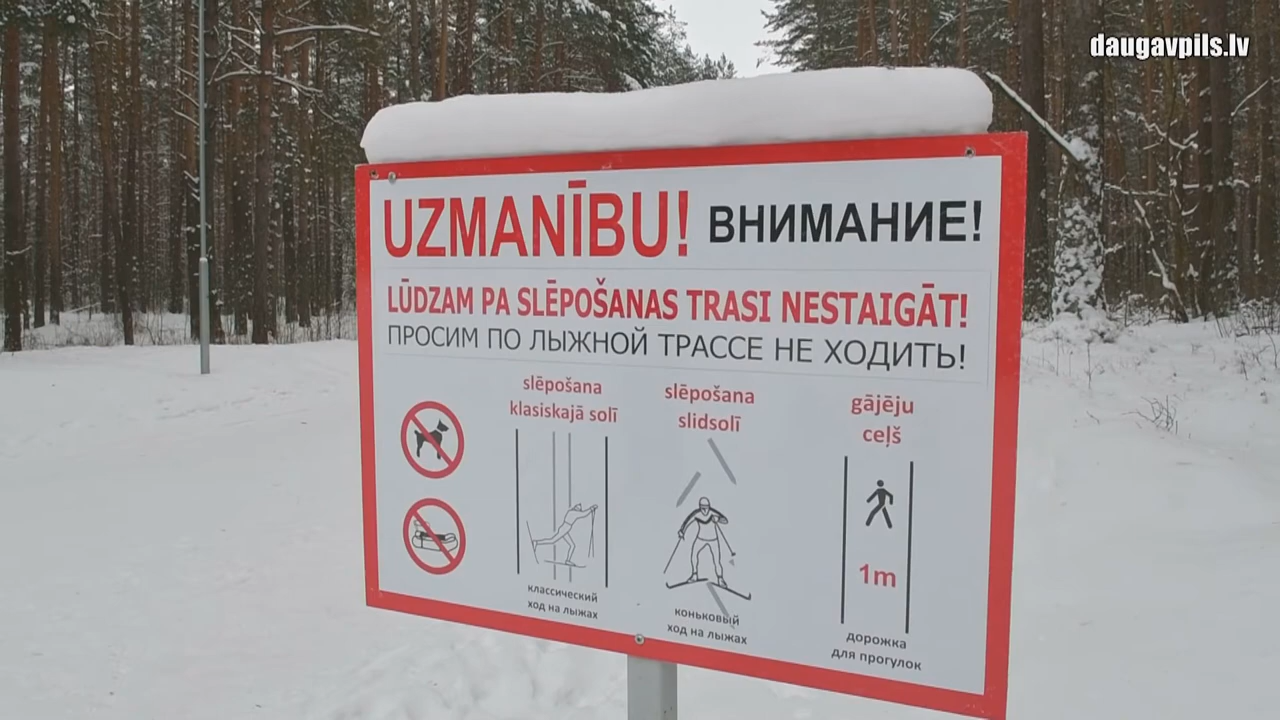 daugavpils.lv
UZMANĪBU! ВНИМАНИЕ!
LŪDZAM PA SLĒPOŠANAS TRASI NESTAIGĀT!
ПРОСИМ ПО ЛЫЖНОЙ ТРАССЕ НЕ ХОДИТЬ!
slēpošana
klasiskajā solī
slēpošana
slidsolī
gājēju
ceļš
1m
классический
ход на лыжах
коньковый
ход на лыжах
дорожка
для прогулок